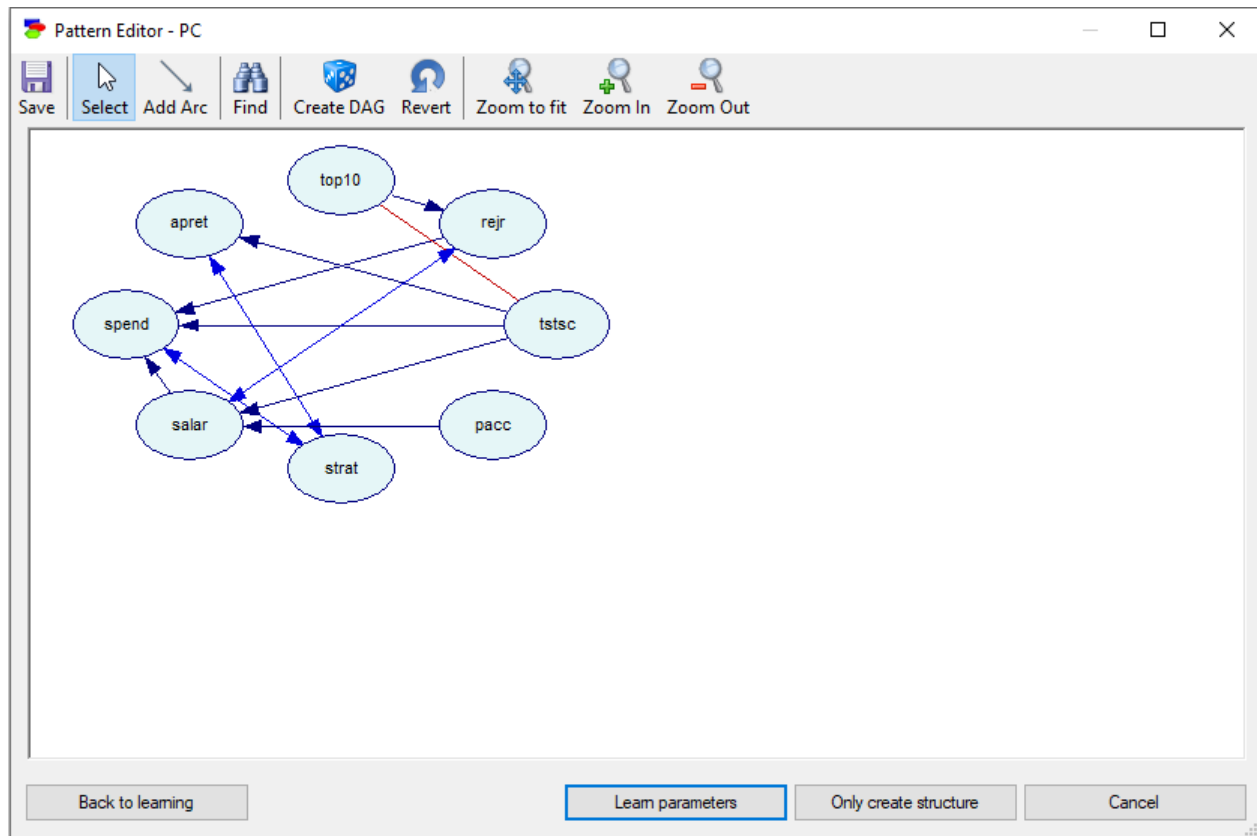 Pattern Editor - PC
Save Select Add Arc Find Create DAG Revert Zoom to fit Zoom In Zoom Out
top10
apret rejr
spend tstsc
salar pacc
strat
Back to learning Learn parameters Only create structure Cancel